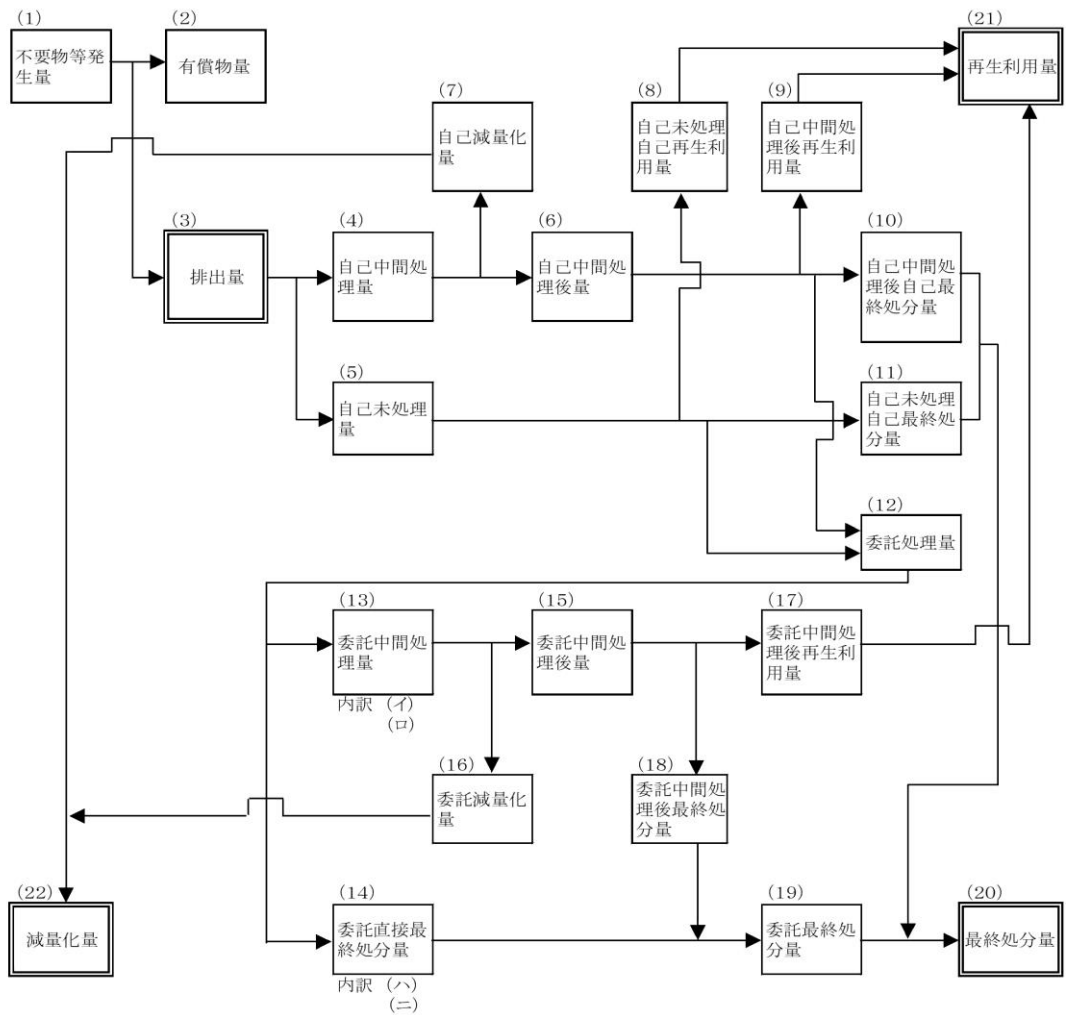 (1)
不要物等発
生量
(2)
有償物量
(21)
再生利用量
(7)
自己減量化
量
(8)
自己未処理
自己再生利
用量
(9)
自己中間処
理後再生利
用量
(3)
排出量
(4)
自己中間処
理量
(6)
自己中間処
理後量
(10)
自己中間処
理後自己最
終処分量
(5)
自己未処理
量
(11)
自己未処理
自己最終処
分量
(12)
委託処理量
(13)
委託中間処
理量
内訳 (イ)
(ロ)
(15)
委託中間処
理後量
(17)
委託中間処
理後再生利
用量
(16)
委託減量化
量
(18)
委託中間処
理後最終処
分量
(22)
減量化量
(14)
委託直接最
終処分量
内訳 (ハ)
(ニ)
(19)
委託最終処
分量
(20)
最終処分量